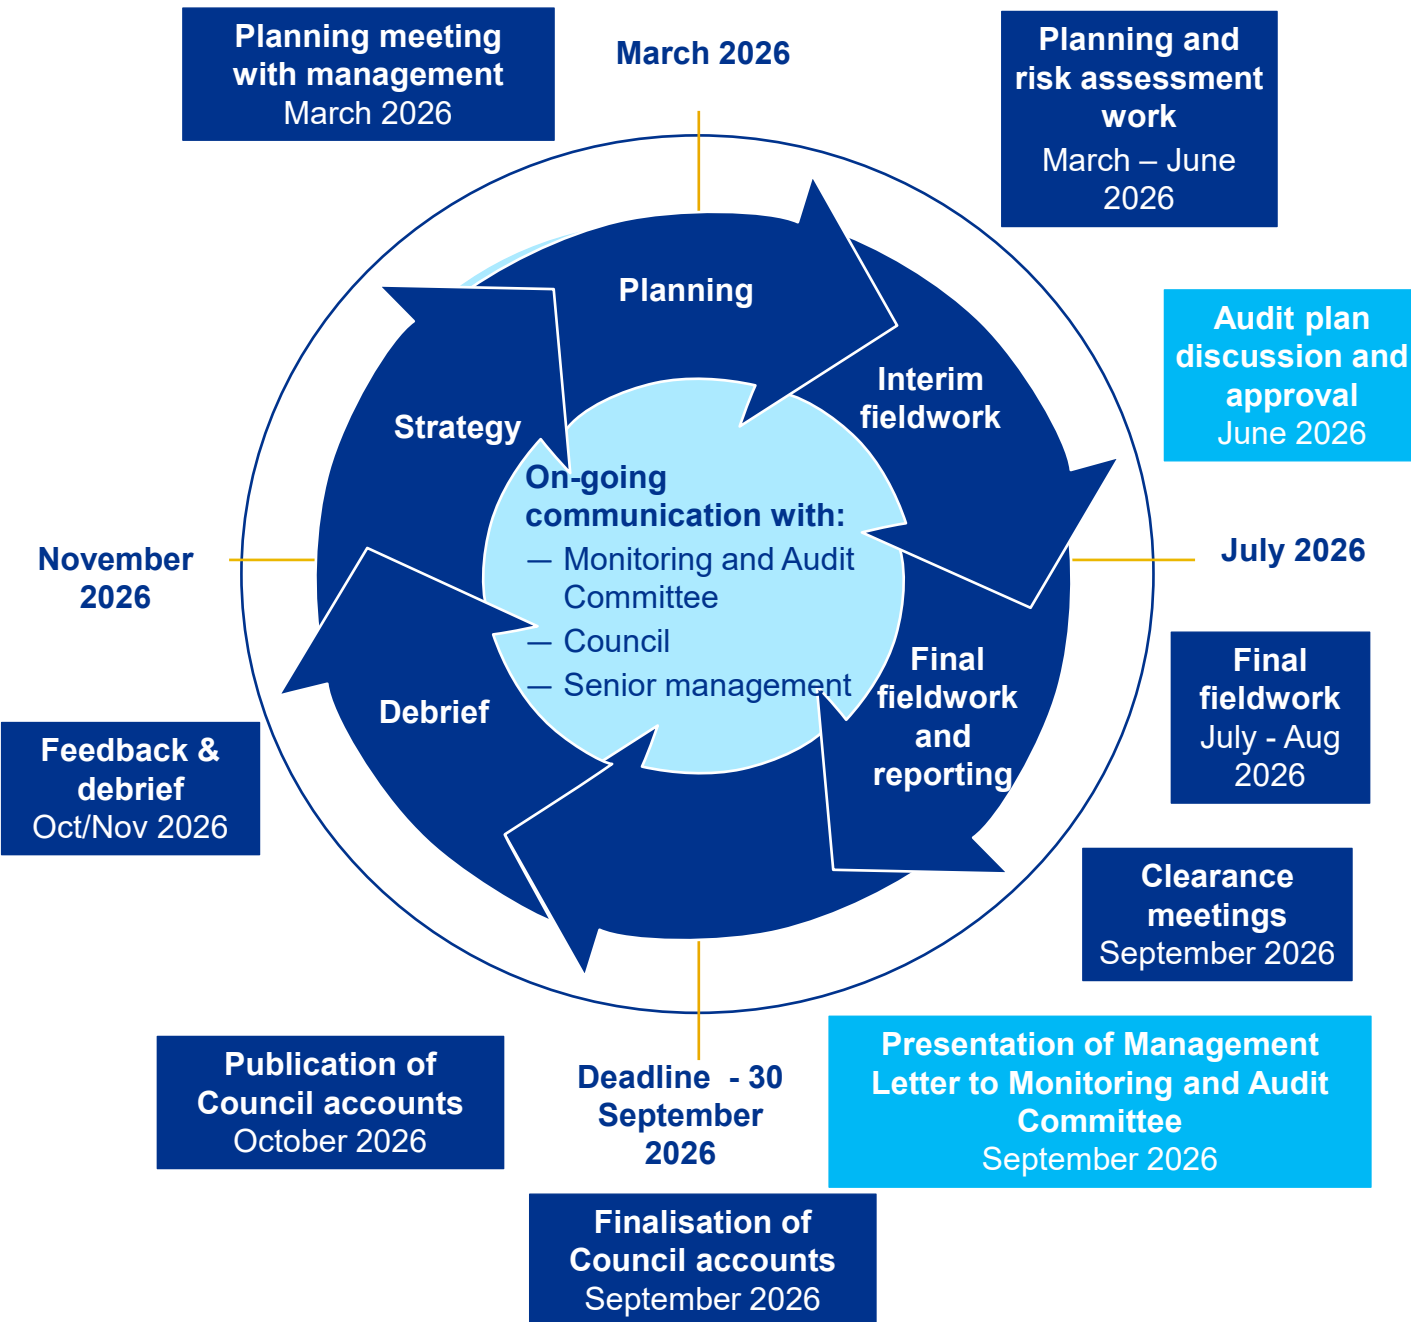 Planning meeting
with management
March 2026
March 2026
Planning and
risk assessment
work
March – June
2026
Audit plan
discussion and
approval
June 2026
July 2026
Final
fieldwork
July - Aug
2026
Clearance
meetings
September 2026
Presentation of Management
Letter to Monitoring and Audit
Committee
September 2026
Deadline  - 30
September
2026
Finalisation of
Council accounts
September 2026
Publication of
Council accounts
October 2026
Feedback &
debrief
Oct/Nov 2026
November
2026
Planning
Interim
fieldwork
Final
fieldwork
and
reporting
Debrief
Strategy
On-going
communication with:
— Monitoring and Audit
Committee
— Council
— Senior management